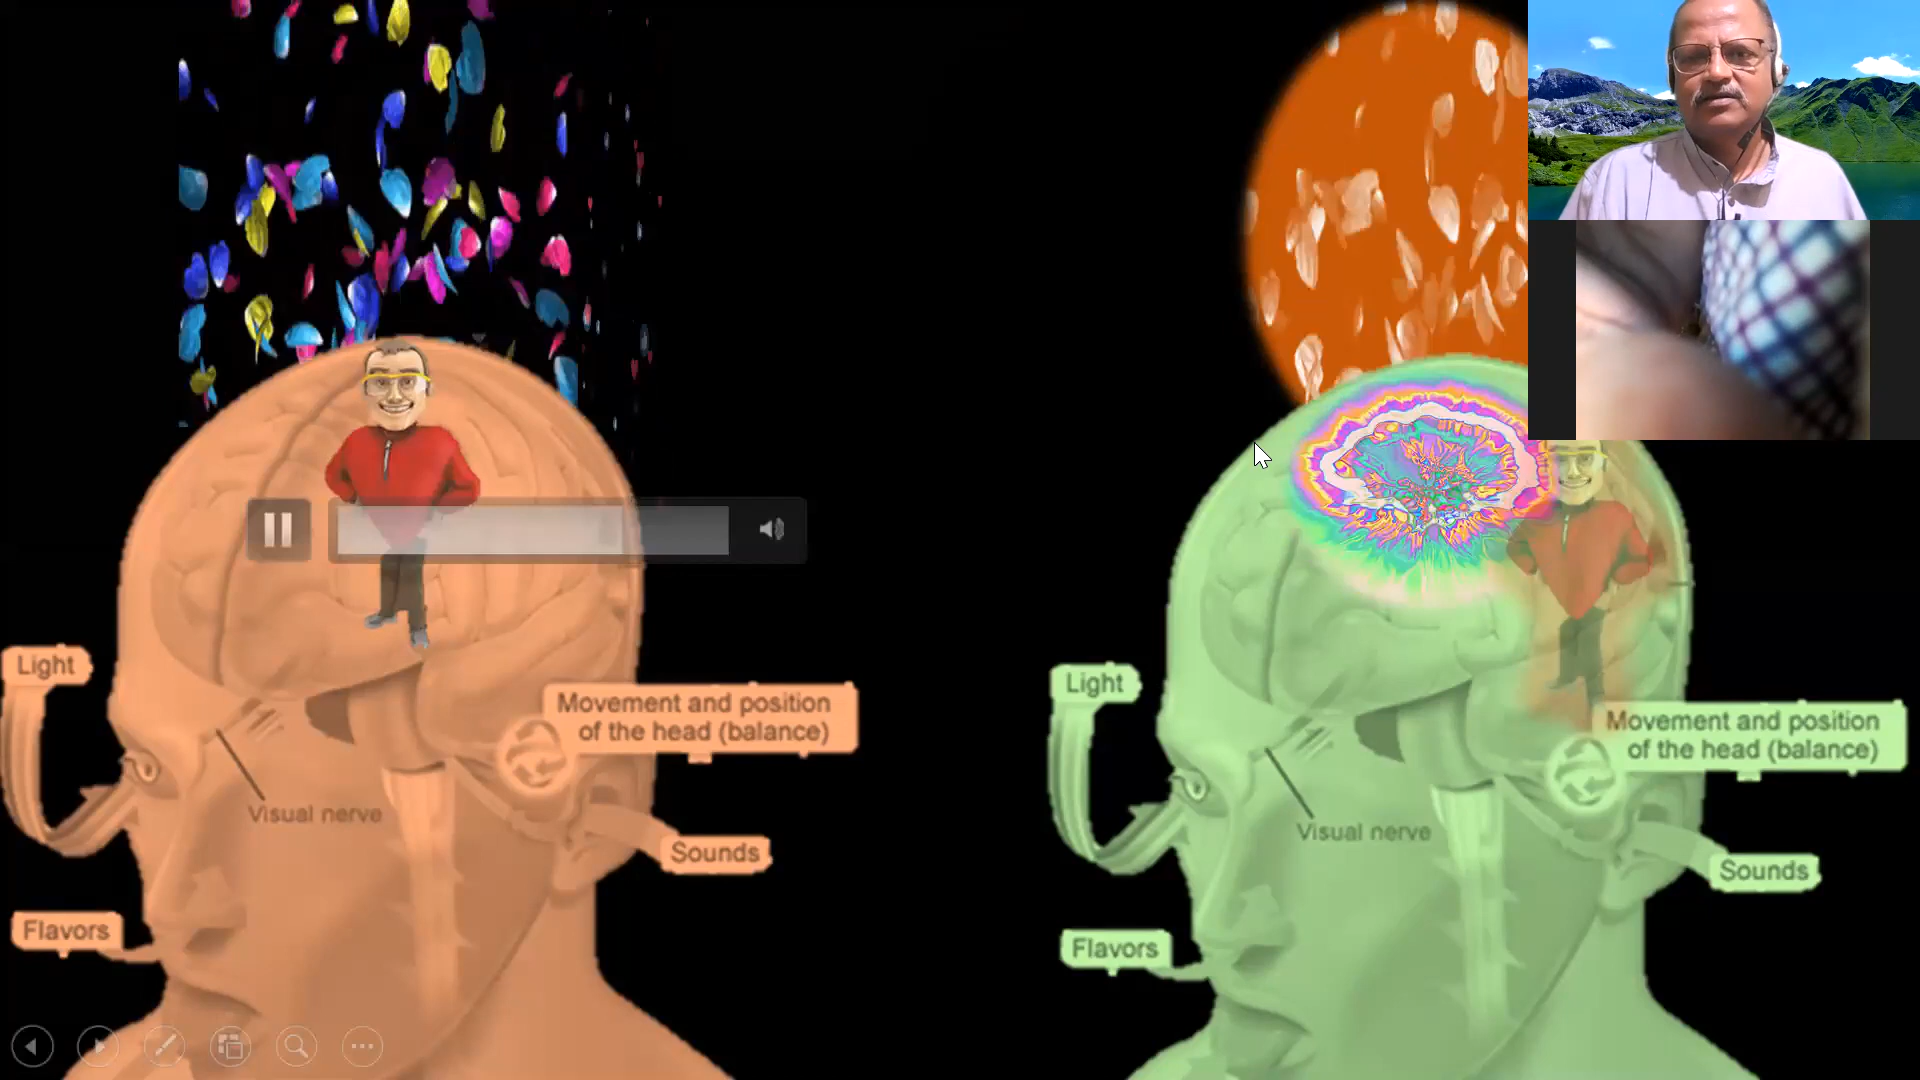 Light
Movement and position
of the head (balance)
Visual nerve
Sounds
Flavors
Light
Movement and position
of the head (balance)
Visual nerve
Sounds
Flavors